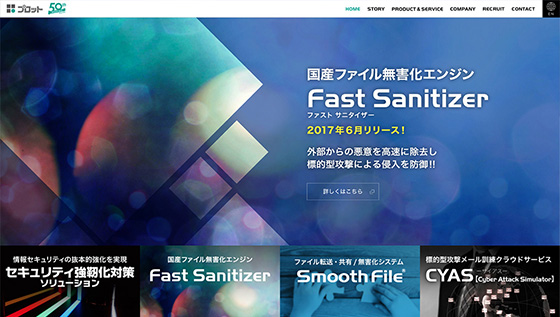 プロット 50th
HOME STORY PRODUCT & SERVICE COMPANY RECRUIT CONTACT EN
国産ファイル無害化エンジン
Fast Sanitizer
ファスト サニタイザー
2017年6月リリース!
外部からの悪意を高速に除去し
標的型攻撃による侵入を防御!!
詳しくはこちら
情報セキュリティの抜本的強化を実現
セキュリティ強靭化対策
ソリューション
国産ファイル無害化エンジン
Fast Sanitizer
ファイル転送・共有 / 無害化システム
Smooth File
標的型攻撃メール訓練クラウドサービス
CYAS ーサイアスー
[Cyber Attack Simulator]